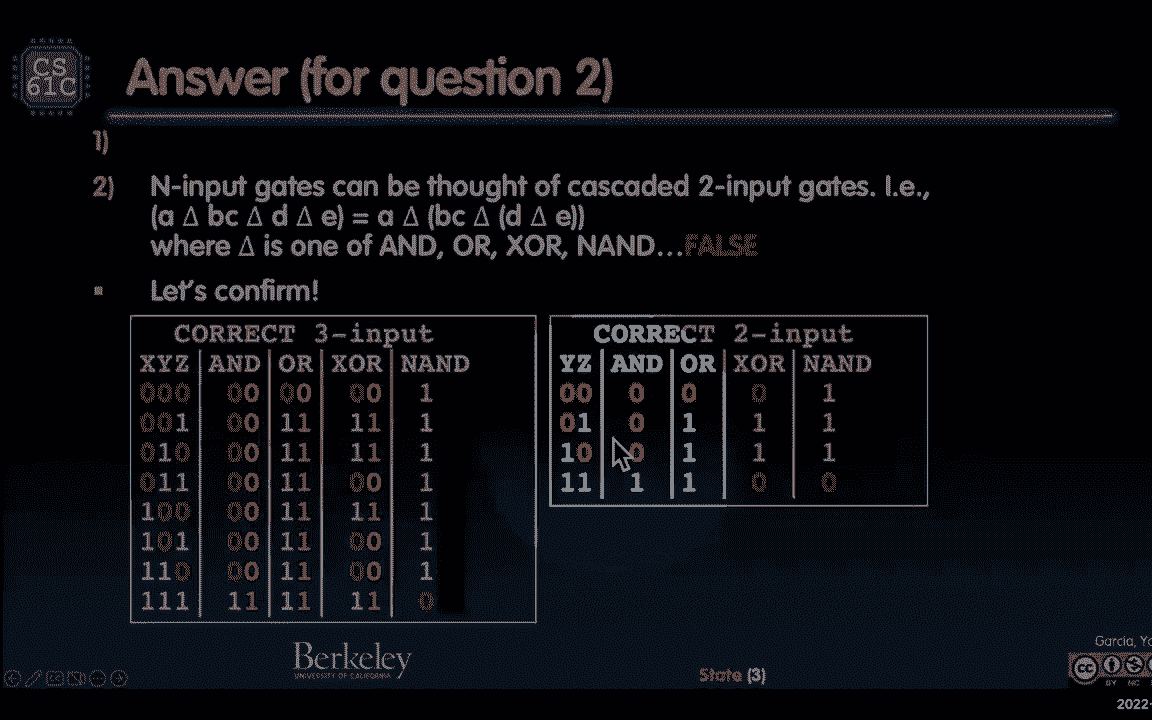 CS
61C
Answer (for question 2)
1)
2) N-input gates can be thought of cascaded 2-input gates. I.e.,
(a Δ bc Δ d Δ e) = a Δ (bc Δ (d Δ e))
where Δ is one of AND, OR, XOR, NAND…FALSE
▪ Let's confirm!
CORRECT 3-input
XYZ AND OR XOR NAND
000 00 00 00 1
001 00 11 11 1
010 00 11 11 1
011 00 11 00 1
100 00 11 11 1
101 00 11 00 1
110 00 11 00 1
111 11 11 11 0
CORRECT 2-input
YZ AND OR XOR NAND
00 0 0 0 1
01 0 1 1 1
10 0 1 1 1
11 1 1 0 0
Berkeley
UNIVERSITY OF CALIFORNIA
State (3)
Garcia,
cc
BY NC
2022-